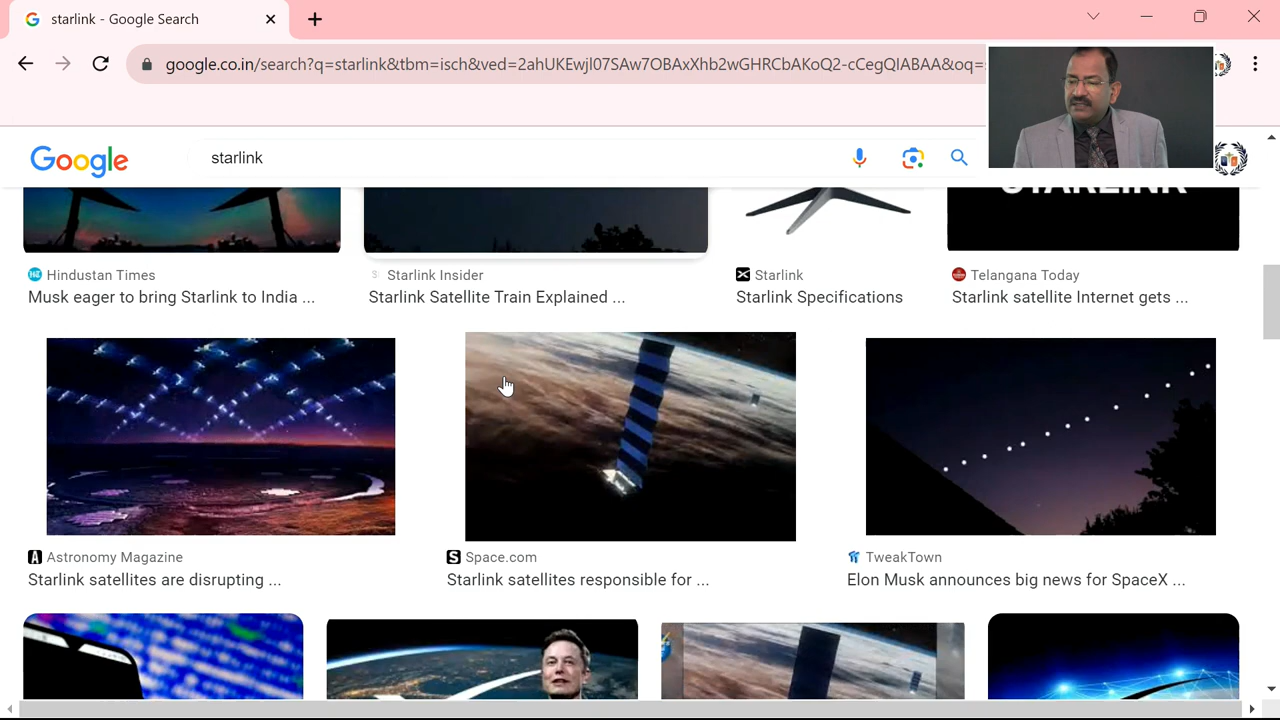 starlink - Google Search
google.co.in/search?q=starlink&tbm=isch&ved=2ahUKEwjl07SAw7OBAxXhb2wGHRCbAKoQ2-cCegQIABAA&oq=
Google
starlink
STARLINK
Hindustan Times
Musk eager to bring Starlink to India ...
Starlink Insider
Starlink Satellite Train Explained ...
Starlink
Starlink Specifications
Telangana Today
Starlink satellite Internet gets ...
Astronomy Magazine
Starlink satellites are disrupting ...
Space.com
Starlink satellites responsible for ...
TweakTown
Elon Musk announces big news for SpaceX ...